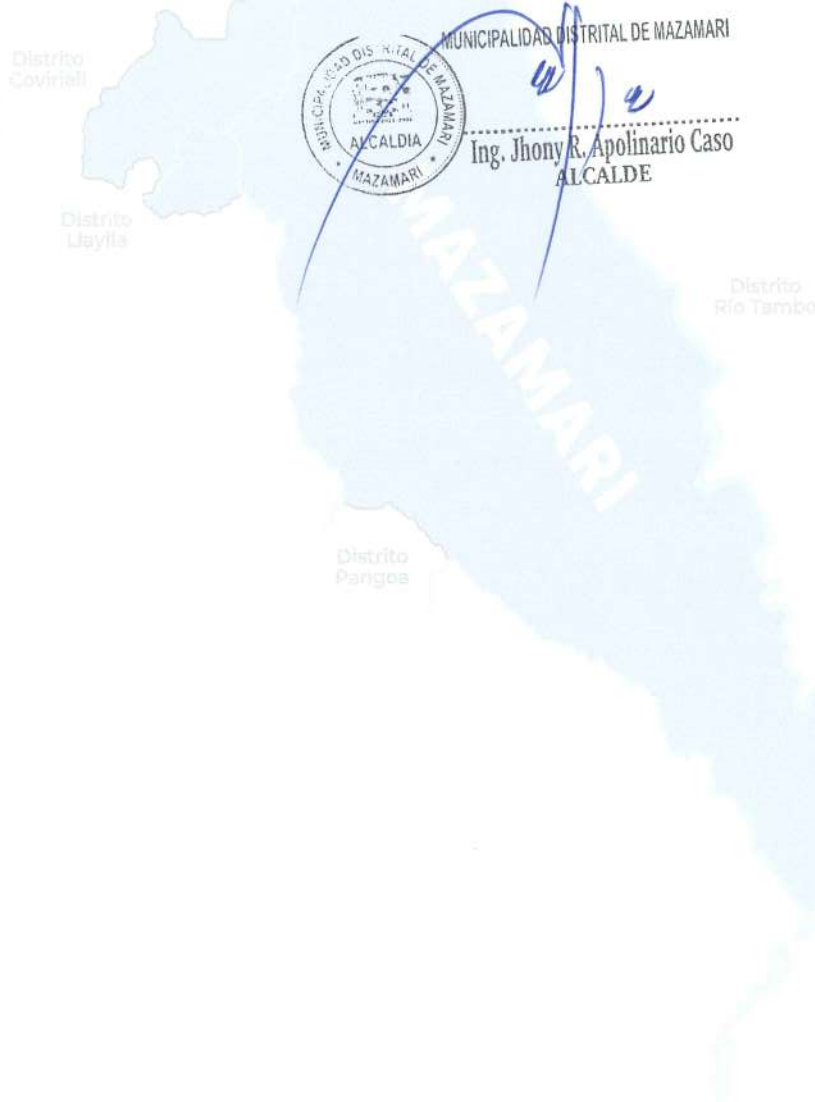 MUNICIPALIDAD DISTRITAL DE MAZAMARI
MUNICIPALIDAD DISTRITAL DE MAZAMARI
ALCALDIA
MAZAMARI
Ing. Jhony R. Apolinario Caso
ALCALDE
Distrito
Coviriali
Distrito
Llaylla
MAZAMARI
Distrito
Río Tambo
Distrito
Pangoa